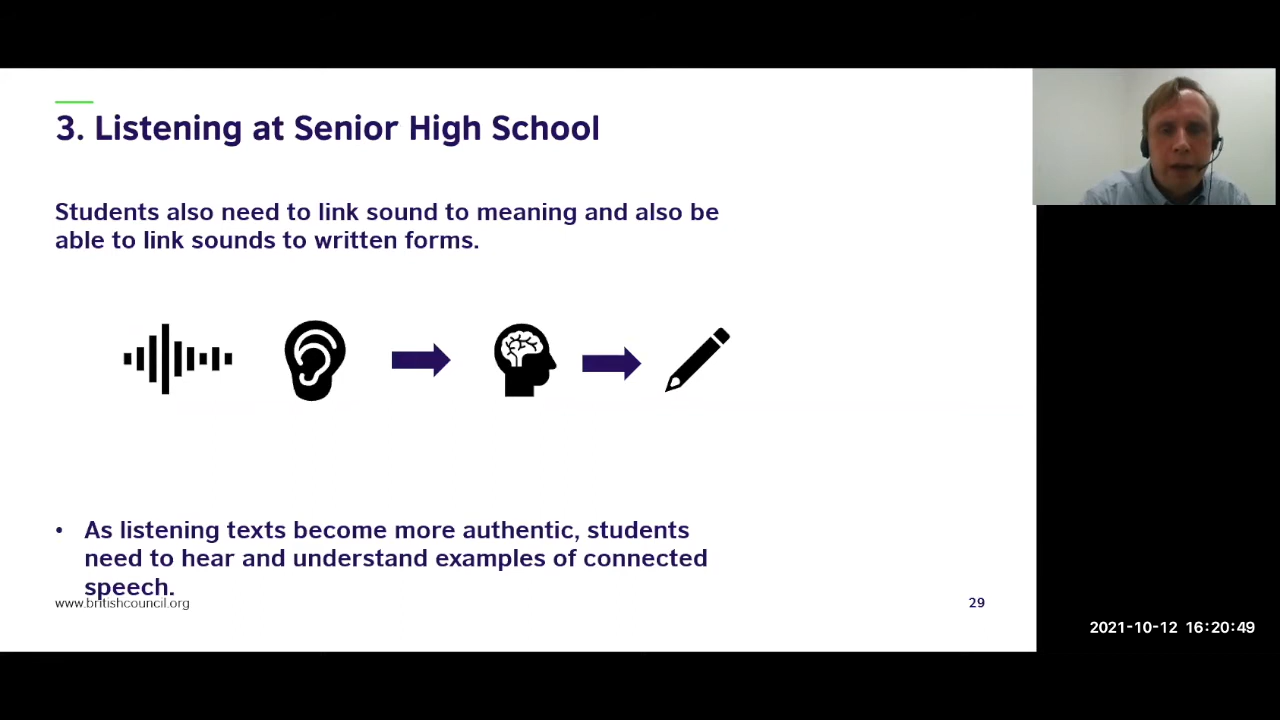 3. Listening at Senior High School
Students also need to link sound to meaning and also be
able to link sounds to written forms.
• As listening texts become more authentic, students
need to hear and understand examples of connected
speech.
www.britishcouncil.org
29
2021-10-12 16:20:49